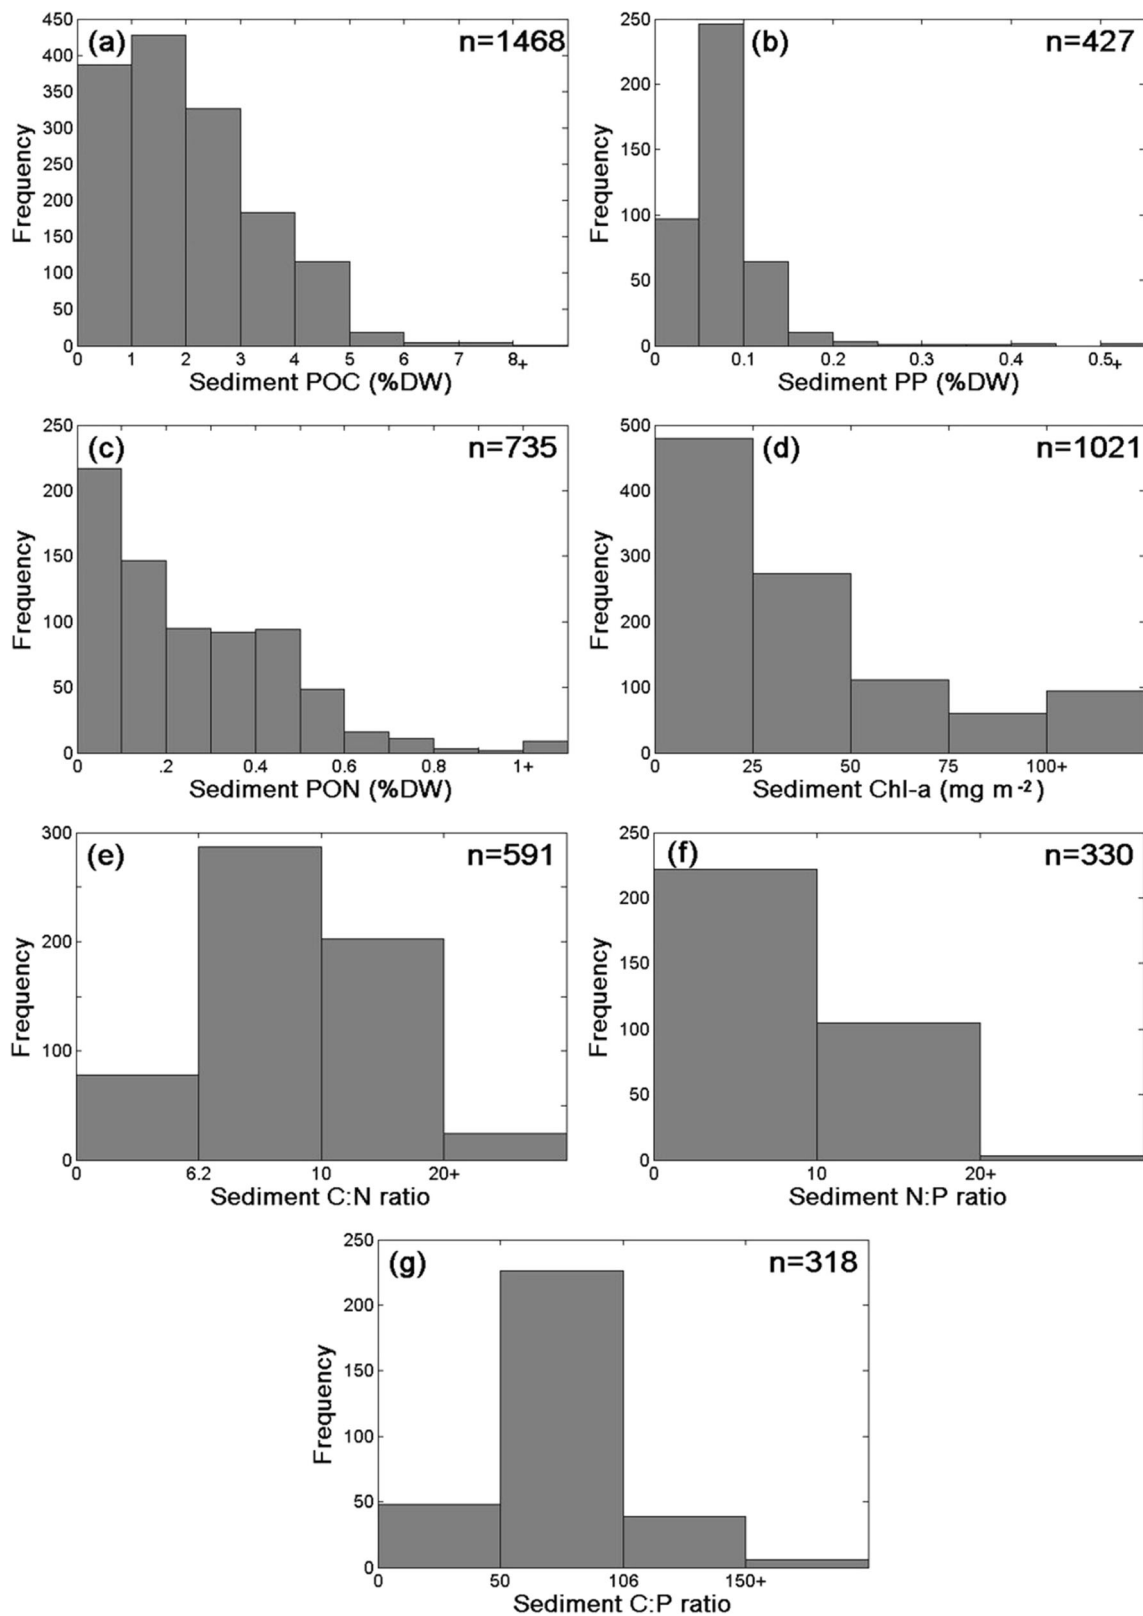 (a) n=1468
450
400
350
300
250
200
150
100
50
0
Frequency
0 1 2 3 4 5 6 7 8+
Sediment POC (%DW)
(b) n=427
250
200
150
100
50
0
Frequency
0 0.1 0.2 0.3 0.4 0.5+
Sediment PP (%DW)
(c) n=735
250
200
150
100
50
0
Frequency
0 .2 0.4 0.6 0.8 1+
Sediment PON (%DW)
(d) n=1021
500
400
300
200
100
0
Frequency
0 25 50 75 100+
Sediment Chl-a (mg m⁻²)
(e) n=591
300
200
100
0
Frequency
0 6.2 10 20+
Sediment C:N ratio
(f) n=330
250
200
150
100
50
0
Frequency
0 10 20+
Sediment N:P ratio
(g) n=318
250
200
150
100
50
0
Frequency
0 50 106 150+
Sediment C:P ratio